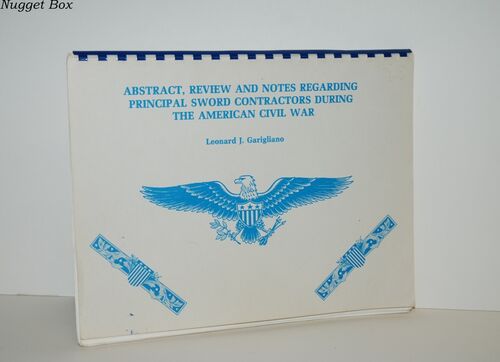 Nugget Box
ABSTRACT, REVIEW AND NOTES REGARDING
PRINCIPAL SWORD CONTRACTORS DURING
THE AMERICAN CIVIL WAR
Leonard J. Garigliano